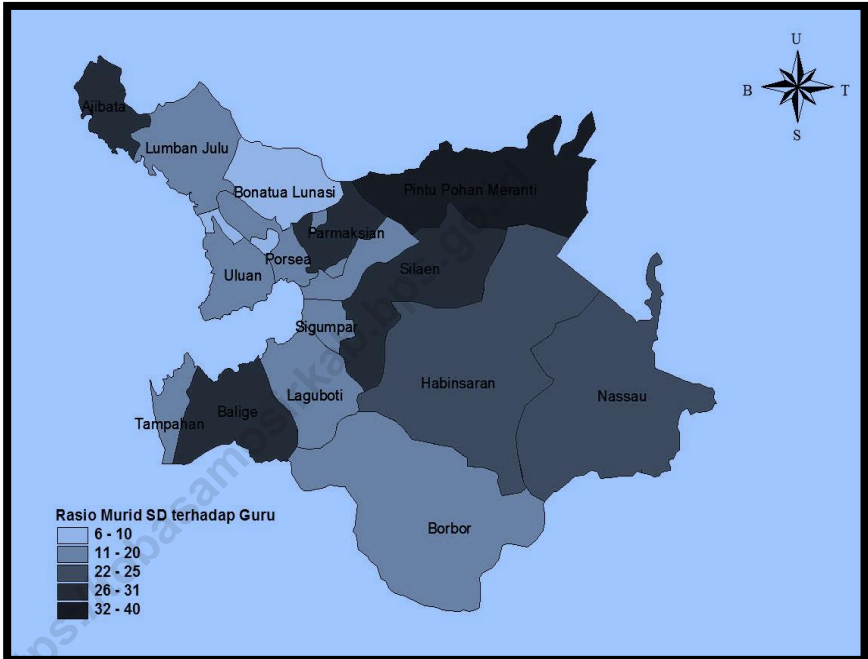 U
B
T
S
Ajibata
Lumban Julu
Bonatua Lunasi
Pintu Pohan Meranti
Parmaksian
Porsea
Silaen
Uluan
Sigumpar
Habinsaran
Laguboti
Nassau
Balige
Tampahan
Borbor
Rasio Murid SD terhadap Guru
6 - 10
11 - 20
22 - 25
26 - 31
32 - 40